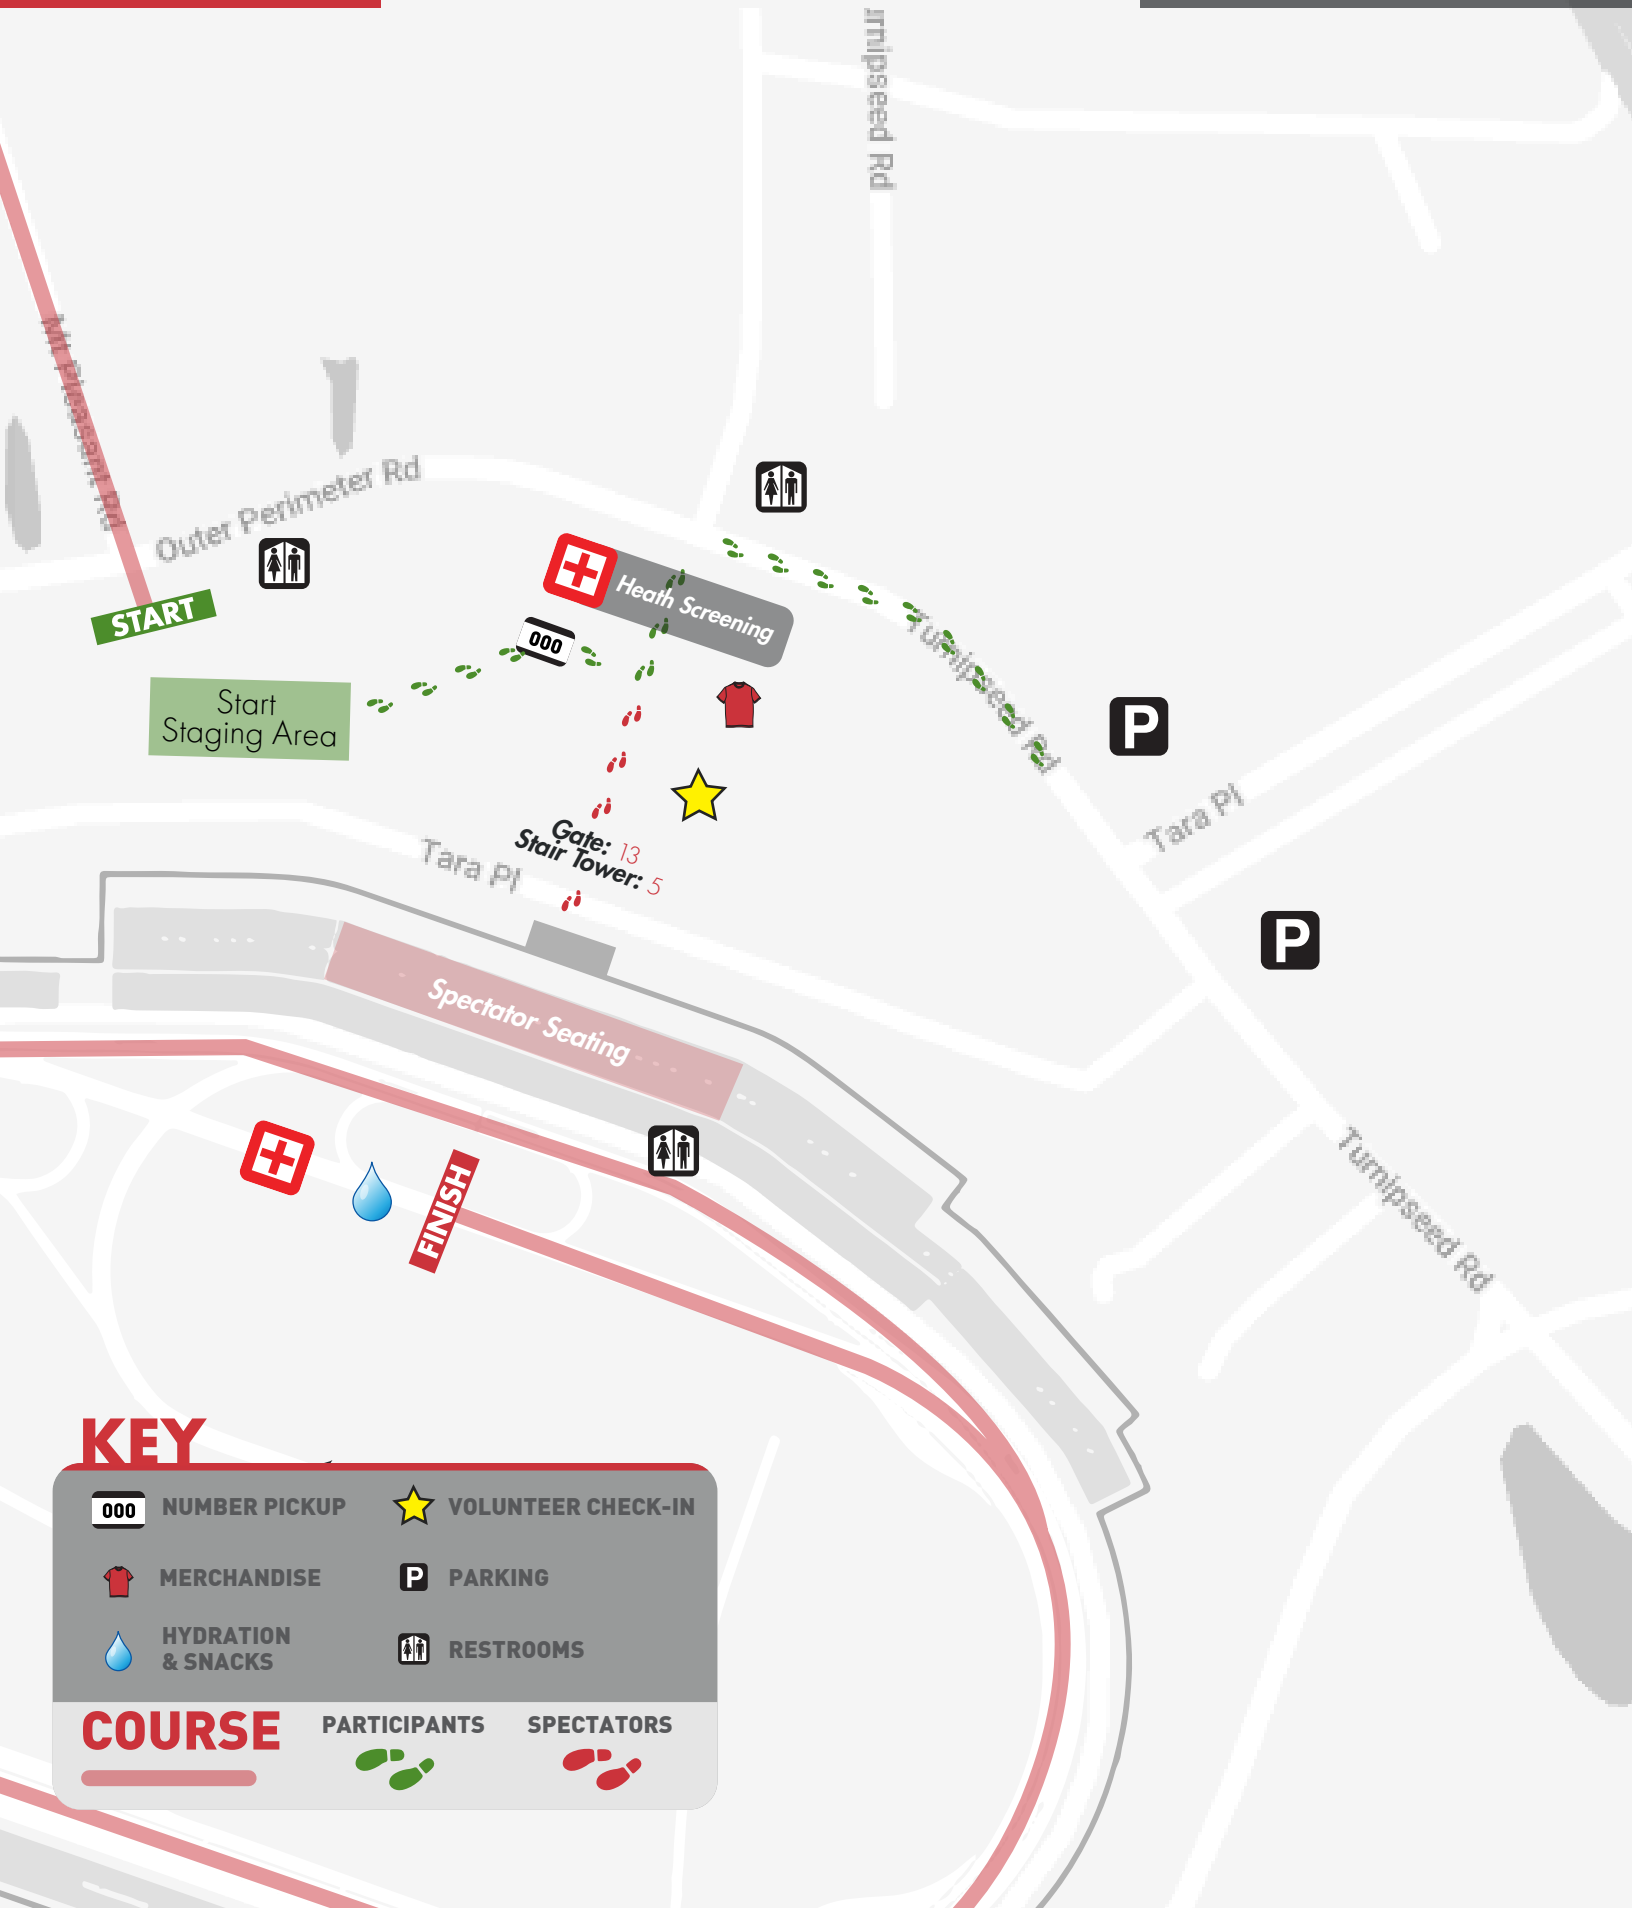 urnipseed Rd
Mt Pleasant Rd
Outer Perimeter Rd
START
Heath Screening
000
Start
Staging Area
Turnipseed Rd
P
Tara Pl
Gate: 13
Stair Tower: 5
Tara Pl
P
Spectator Seating
FINISH
Turnipseed Rd
KEY
000 NUMBER PICKUP
VOLUNTEER CHECK-IN
MERCHANDISE
P PARKING
HYDRATION
& SNACKS
RESTROOMS
COURSE
PARTICIPANTS
SPECTATORS